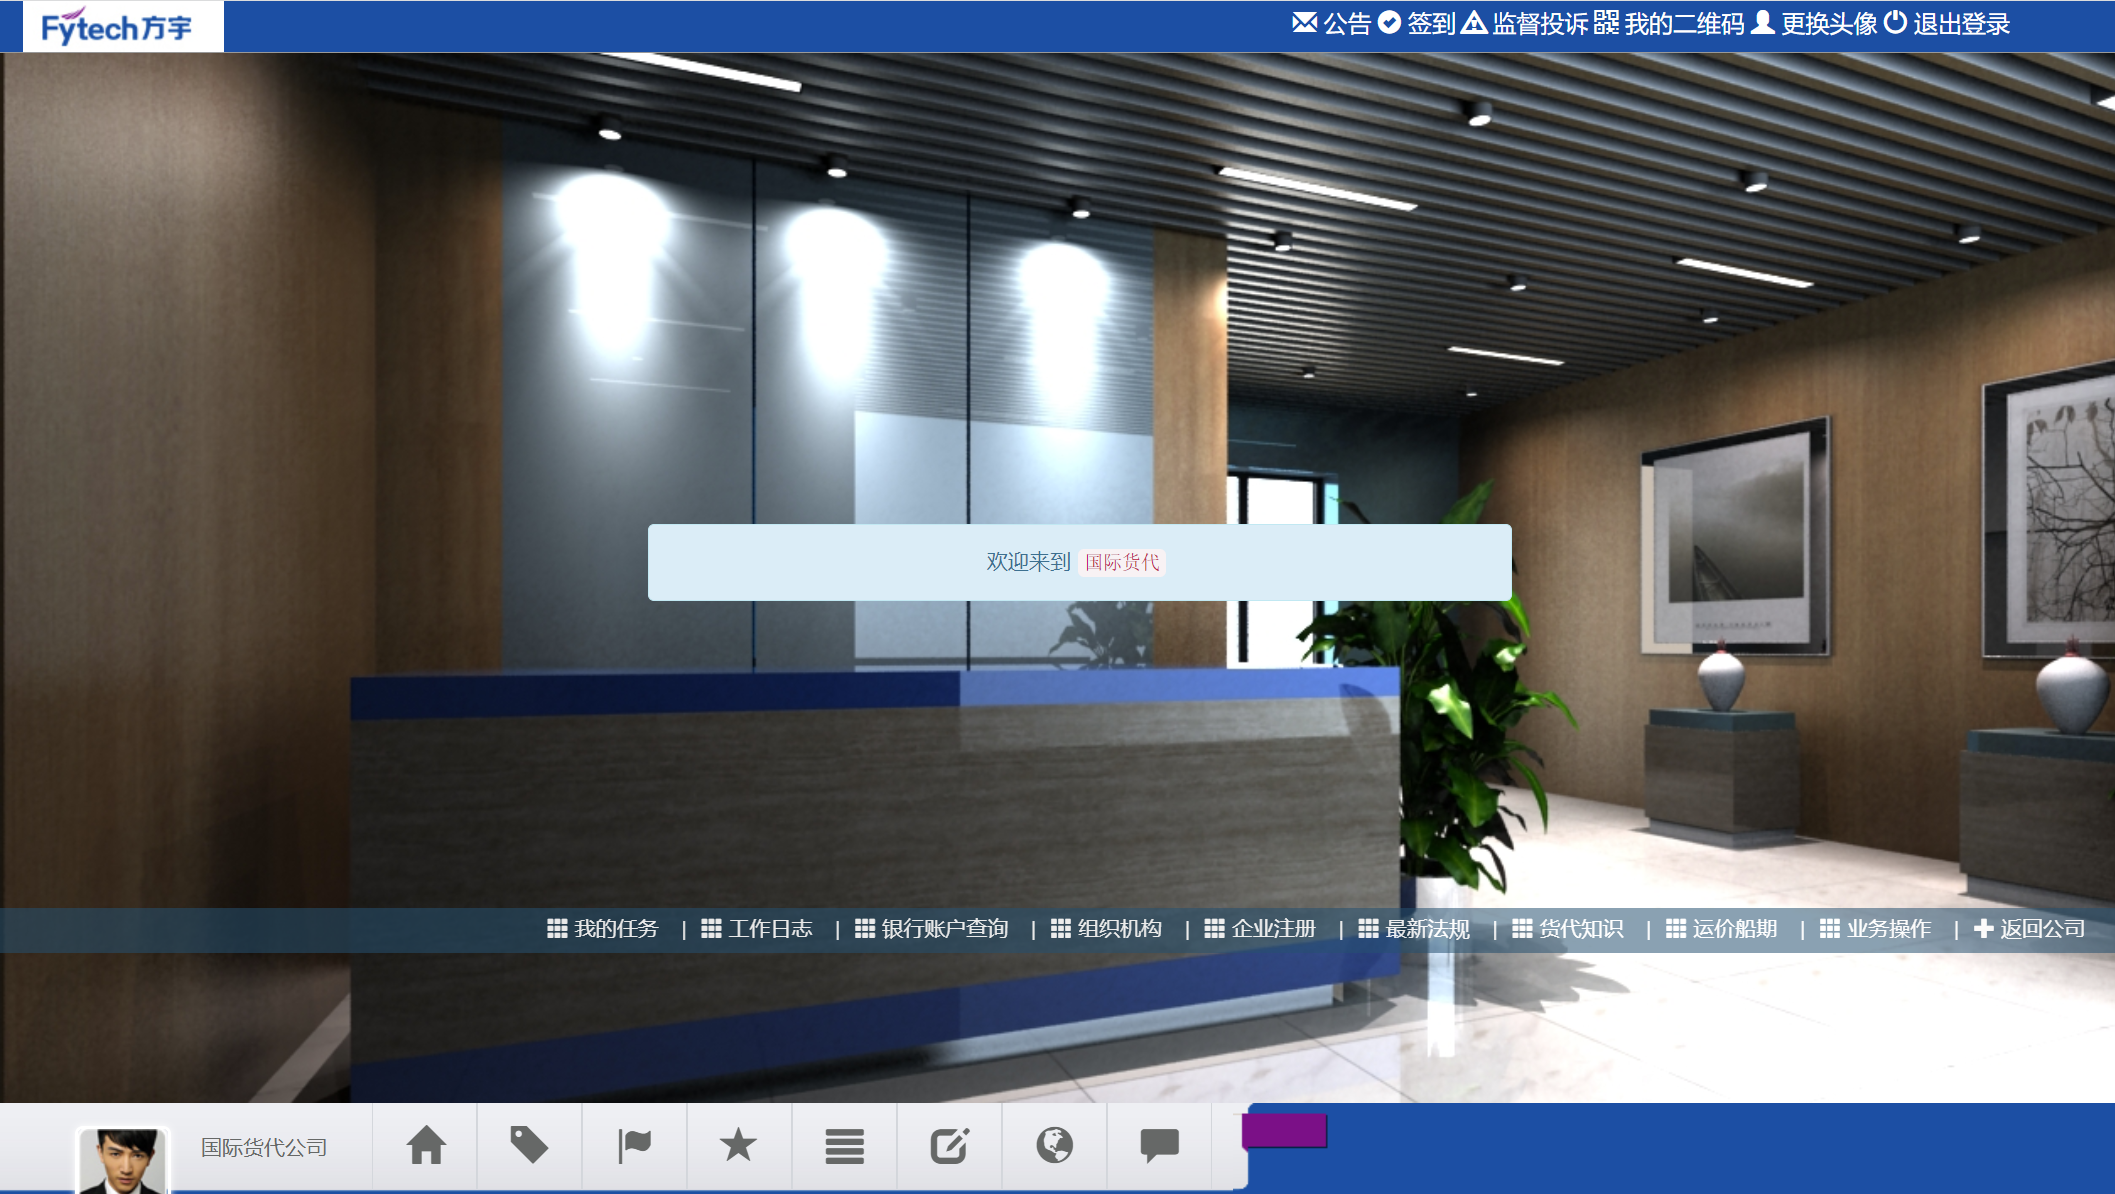 Fytech方宇
公告 签到 监督投诉 我的二维码 更换头像 退出登录
欢迎来到 国际货代
我的任务 | 工作日志 | 银行账户查询 | 组织机构 | 企业注册 | 最新法规 | 货代知识 | 运价船期 | 业务操作 | 返回公司
国际货代公司